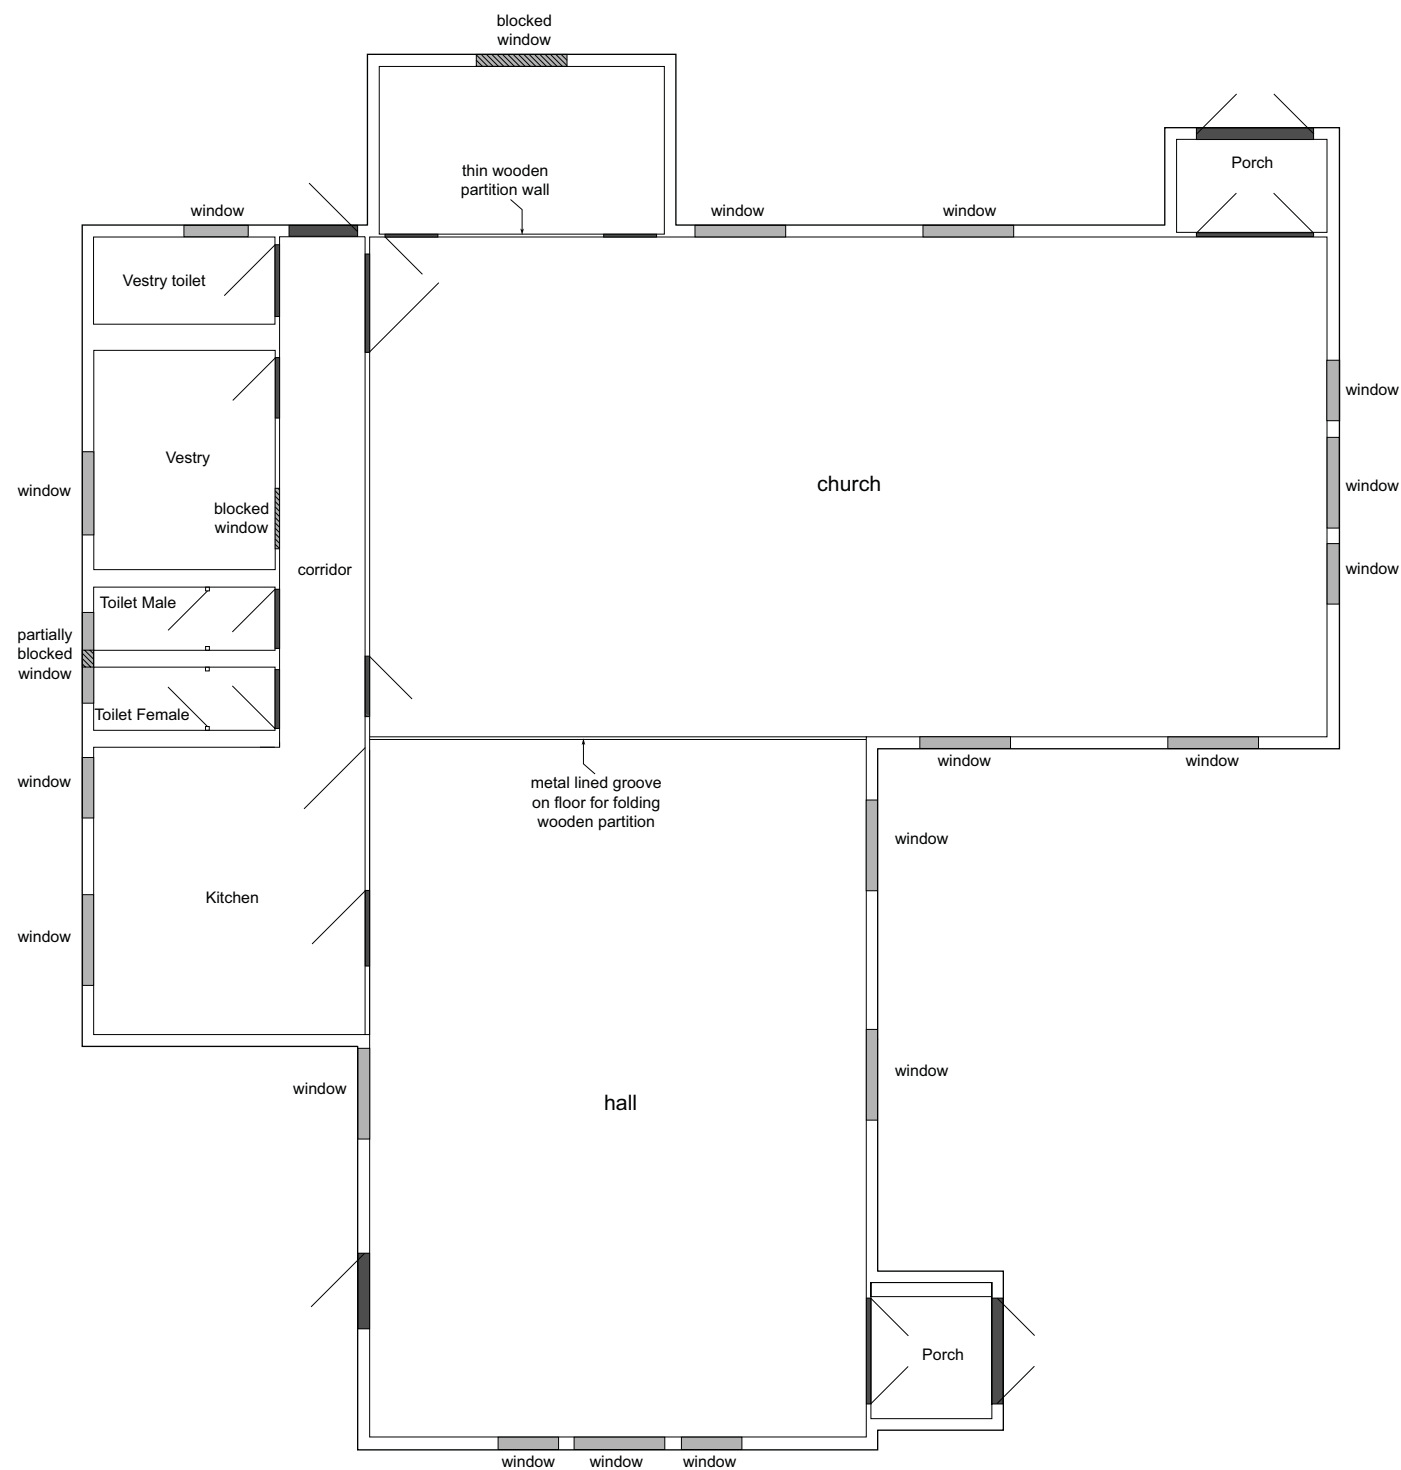 blocked
window
thin wooden
partition wall
Porch
window
window
window
Vestry toilet
window
Vestry
church
window
window
blocked
window
corridor
window
Toilet Male
partially
blocked
window
Toilet Female
window
window
window
metal lined groove
on floor for folding
wooden partition
window
Kitchen
window
window
window
hall
Porch
window
window
window